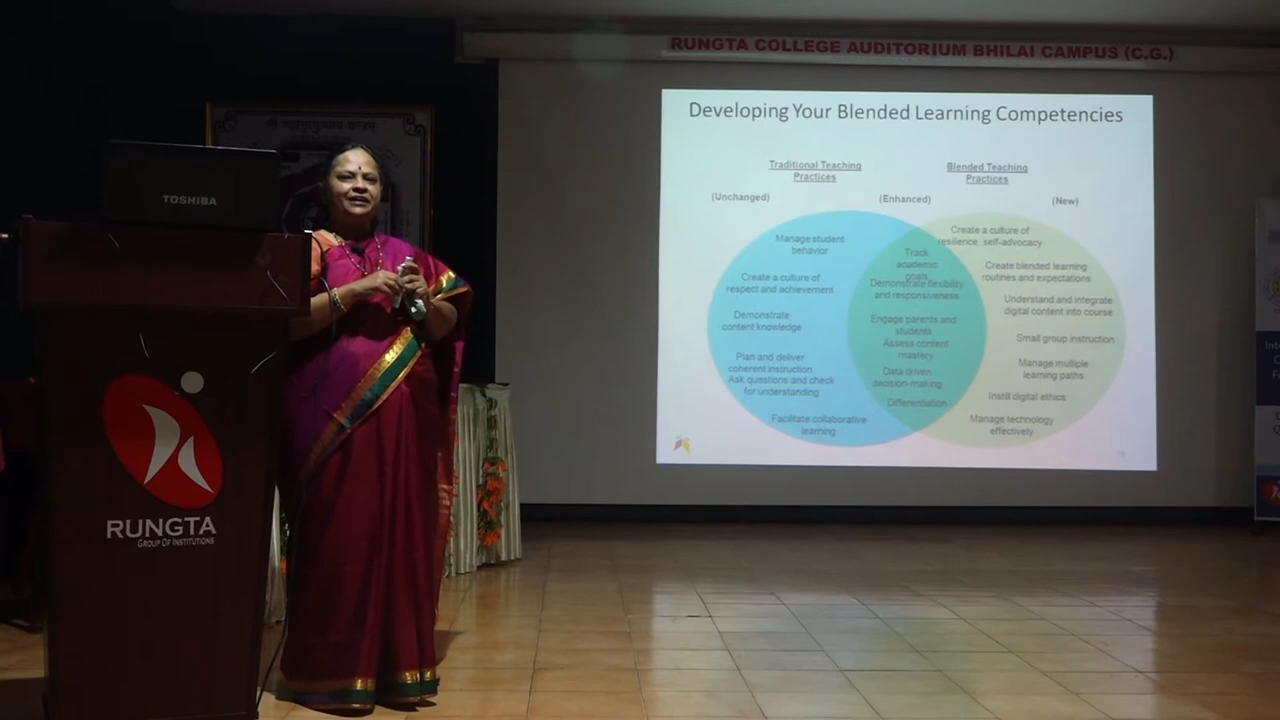 RUNGTA COLLEGE AUDITORIUM BHILAI CAMPUS (C.G.)
TOSHIBA
RUNGTA
GROUP OF INSTITUTIONS
Developing Your Blended Learning Competencies
Traditional Teaching
Practices
Blended Teaching
Practices
(Unchanged)
(Enhanced)
(New)
Manage student
behavior
Create a culture of
respect and achievement
Demonstrate
content knowledge
Plan and deliver
coherent instruction
Ask questions and check
for understanding
Facilitate collaborative
learning
Track
academic
goals
Demonstrate flexibility
and responsiveness
Engage parents and
students
Assess content
mastery
Data driven
decision-making
Differentiation
Create a culture of
resilience self-advocacy
Create blended learning
routines and expectations
Understand and integrate
digital content into course
Small group instruction
Manage multiple
learning paths
Instill digital ethics
Manage technology
effectively